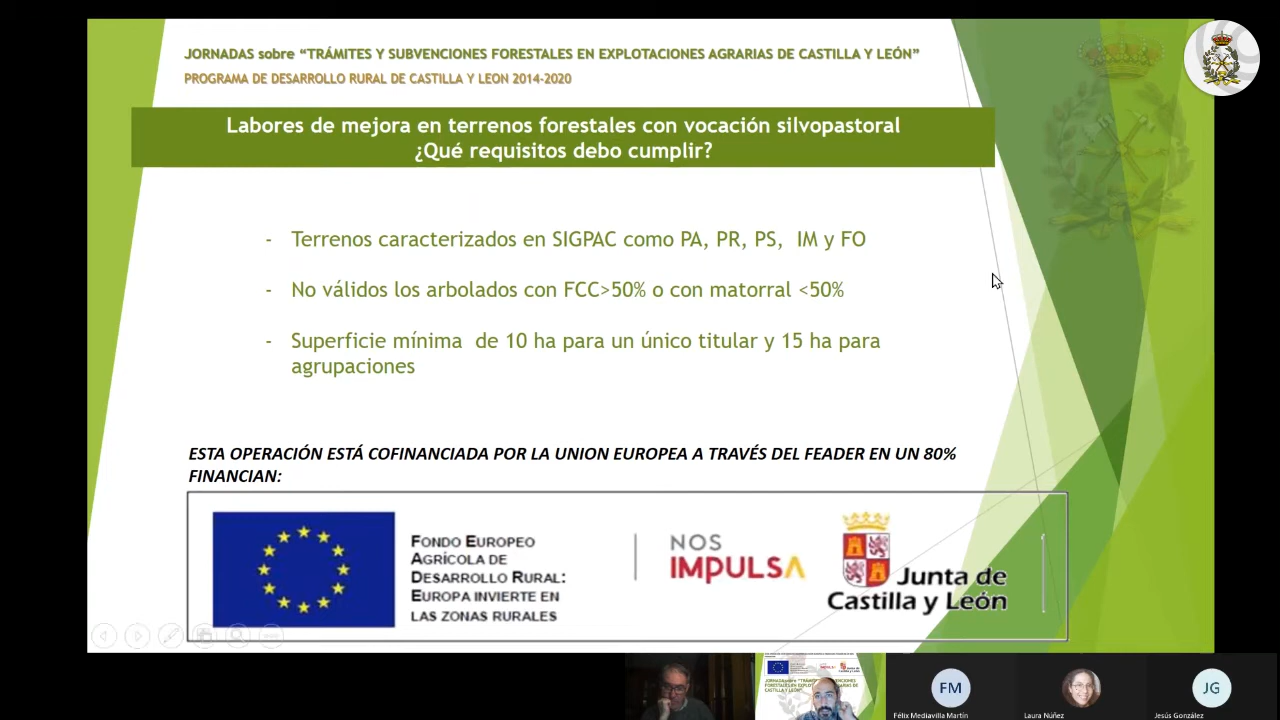 JORNADAS sobre “TRÁMITES Y SUBVENCIONES FORESTALES EN EXPLOTACIONES AGRARIAS DE CASTILLA Y LEÓN”
PROGRAMA DE DESARROLLO RURAL DE CASTILLA Y LEON 2014-2020
Labores de mejora en terrenos forestales con vocación silvopastoral
¿Qué requisitos debo cumplir?
- Terrenos caracterizados en SIGPAC como PA, PR, PS, IM y FO
- No válidos los arbolados con FCC>50% o con matorral <50%
- Superficie mínima de 10 ha para un único titular y 15 ha para
agrupaciones
ESTA OPERACIÓN ESTÁ COFINANCIADA POR LA UNION EUROPEA A TRAVÉS DEL FEADER EN UN 80%
FINANCIAN:
FONDO EUROPEO
AGRÍCOLA DE
DESARROLLO RURAL:
EUROPA INVIERTE EN
LAS ZONAS RURALES
NOS
IMPULSA
Junta de
Castilla y León
FM
JG
Félix Mediavilla Martín
Laura Núñez
Jesús González